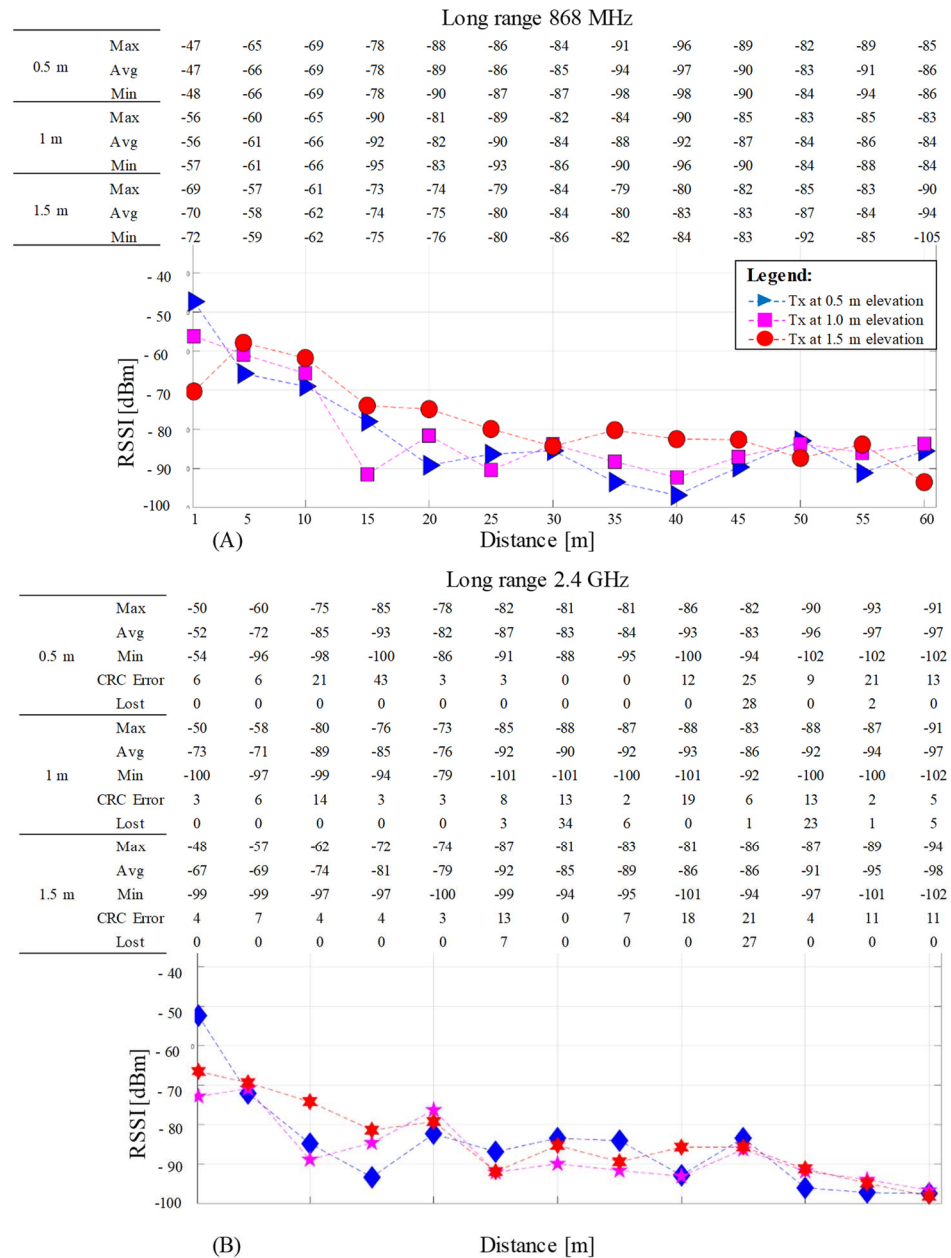 Long range 868 MHz
Max -47 -65 -69 -78 -88 -86 -84 -91 -96 -89 -82 -89 -85
0.5 m Avg -47 -66 -69 -78 -89 -86 -85 -94 -97 -90 -83 -91 -86
Min -48 -66 -69 -78 -90 -87 -87 -98 -98 -90 -84 -94 -86
Max -56 -60 -65 -90 -81 -89 -82 -84 -90 -85 -83 -85 -83
1 m Avg -56 -61 -66 -92 -82 -90 -84 -88 -92 -87 -84 -86 -84
Min -57 -61 -66 -95 -83 -93 -86 -90 -96 -90 -84 -88 -84
Max -69 -57 -61 -73 -74 -79 -84 -79 -80 -82 -85 -83 -90
1.5 m Avg -70 -58 -62 -74 -75 -80 -84 -80 -83 -83 -87 -84 -94
Min -72 -59 -62 -75 -76 -80 -86 -82 -84 -83 -92 -85 -105
RSSI [dBm]
- 40
- 50
- 60
- 70
- 80
- 90
- 100
Legend:
Tx at 0.5 m elevation
Tx at 1.0 m elevation
Tx at 1.5 m elevation
1 5 10 15 20 25 30 35 40 45 50 55 60
(A) Distance [m]
Long range 2.4 GHz
Max -50 -60 -75 -85 -78 -82 -81 -81 -86 -82 -90 -93 -91
Avg -52 -72 -85 -93 -82 -87 -83 -84 -93 -83 -96 -97 -97
0.5 m Min -54 -96 -98 -100 -86 -91 -88 -95 -100 -94 -102 -102 -102
CRC Error 6 6 21 43 3 3 0 0 12 25 9 21 13
Lost 0 0 0 0 0 0 0 0 0 28 0 2 0
Max -50 -58 -80 -76 -73 -85 -88 -87 -88 -83 -88 -87 -91
Avg -73 -71 -89 -85 -76 -92 -90 -92 -93 -86 -92 -94 -97
1 m Min -100 -97 -99 -94 -79 -101 -101 -100 -101 -92 -100 -100 -102
CRC Error 3 6 14 3 3 8 13 2 19 6 13 2 5
Lost 0 0 0 0 0 3 34 6 0 1 23 1 5
Max -48 -57 -62 -72 -74 -87 -81 -83 -81 -86 -87 -89 -94
Avg -67 -69 -74 -81 -79 -92 -85 -89 -86 -86 -91 -95 -98
1.5 m Min -99 -99 -97 -97 -100 -99 -94 -95 -101 -94 -97 -101 -102
CRC Error 4 7 4 4 3 13 0 7 18 21 4 11 11
Lost 0 0 0 0 0 7 0 0 0 27 0 0 0
RSSI [dBm]
- 40
- 50
- 60
- 70
- 80
- 90
- 100
(B) Distance [m]